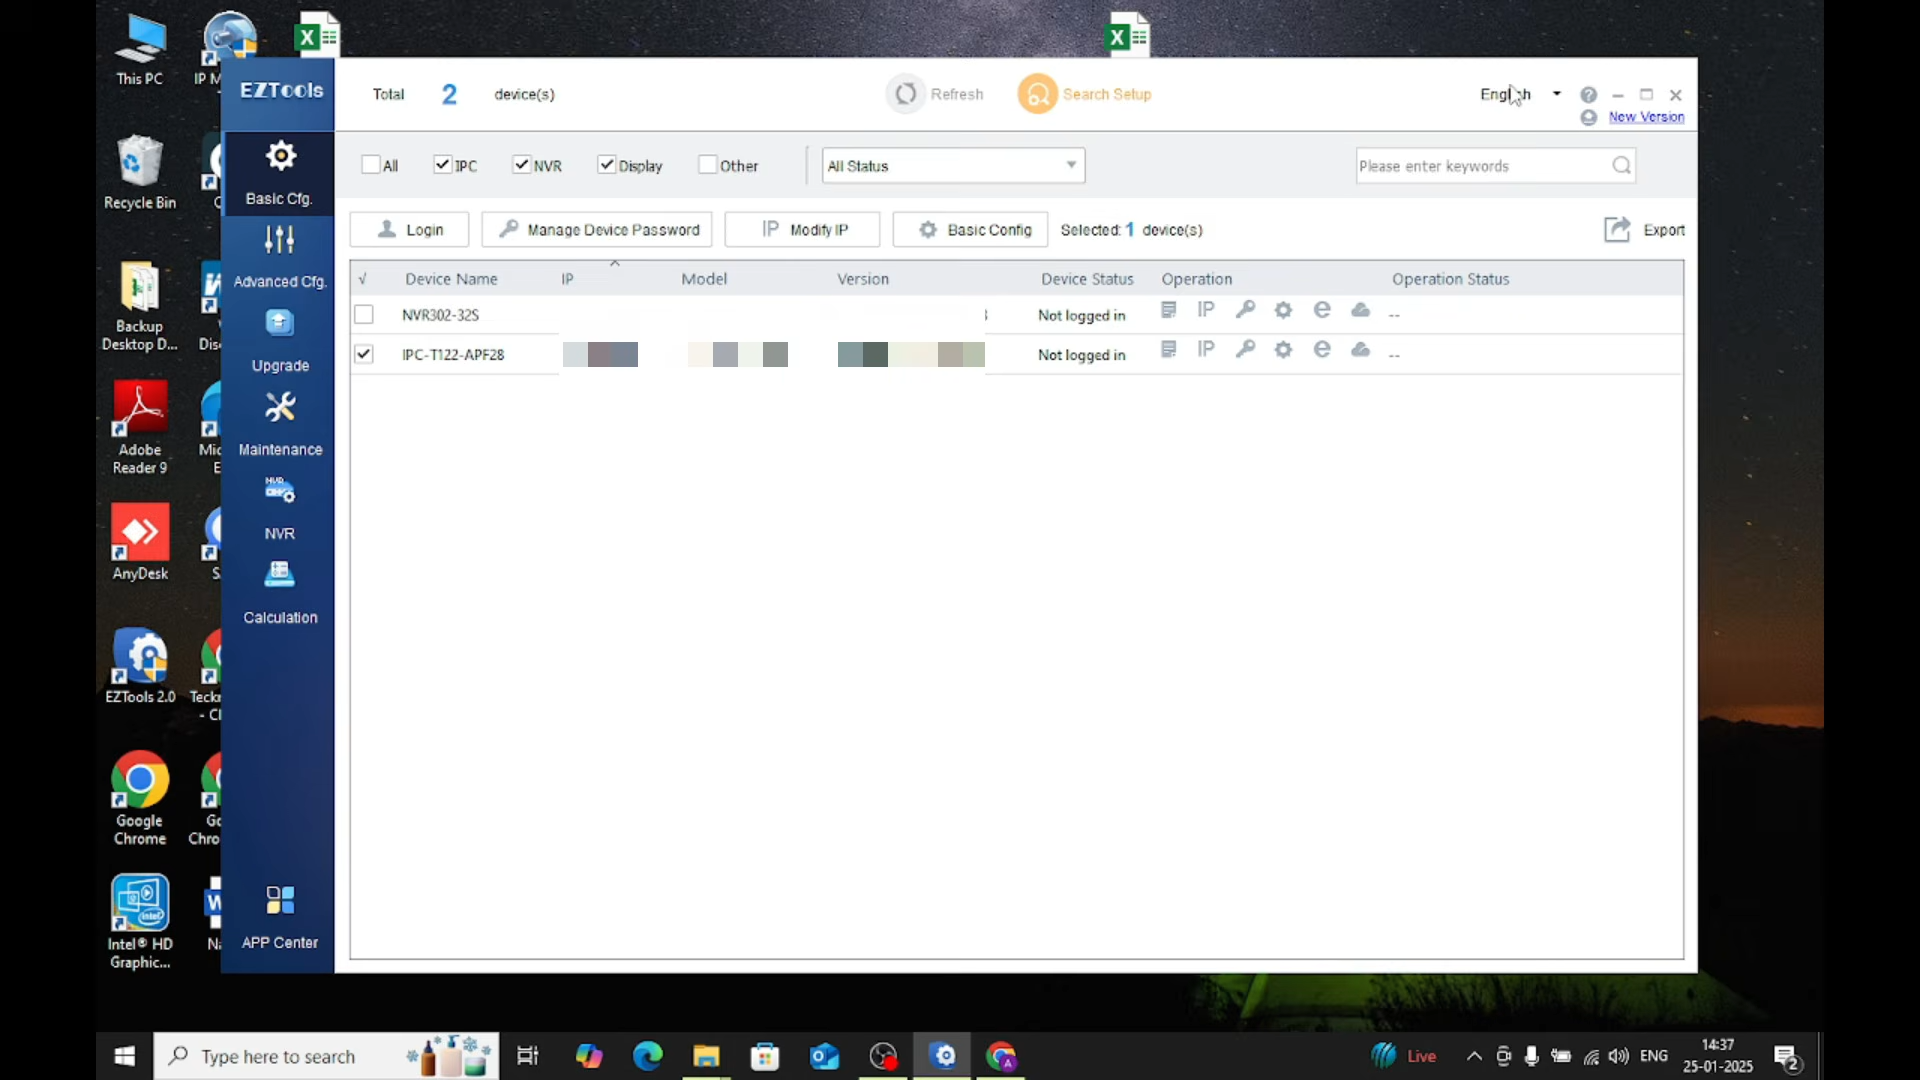 This PC
IP M
EZTools
Total 2 device(s)
Refresh
Search Setup
English
New Version
All
IPC
NVR
Display
Other
All Status
Please enter keywords
Login
Manage Device Password
IP Modify IP
Basic Config
Selected: 1 device(s)
Export
√ Device Name IP Model Version Device Status Operation Operation Status
NVR302-32S Not logged in IP --
IPC-T122-APF28 Not logged in IP --
Basic Cfg.
Advanced Cfg.
Upgrade
Maintenance
NVR
Calculation
APP Center
Recycle Bin
Backup
Desktop D...
Adobe
Reader 9
AnyDesk
EZTools 2.0
Google
Chrome
Intel® HD
Graphic...
Type here to search
Live
ENG
14:37
25-01-2025
2